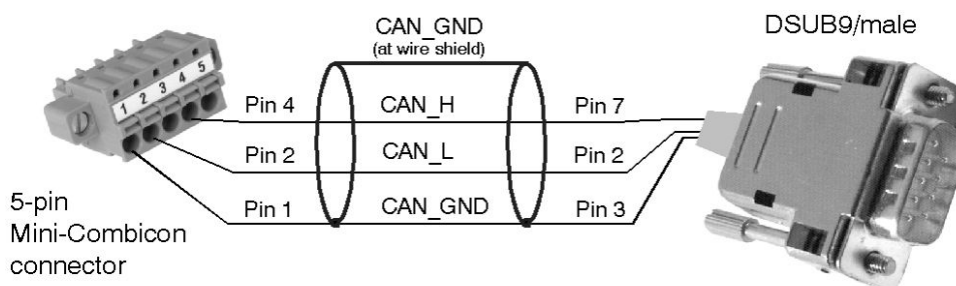 CAN_GND
(at wire shield)
DSUB9/male
1 2 3 4 5
Pin 4 CAN_H Pin 7
Pin 2 CAN_L Pin 2
Pin 1 CAN_GND Pin 3
5-pin
Mini-Combicon
connector